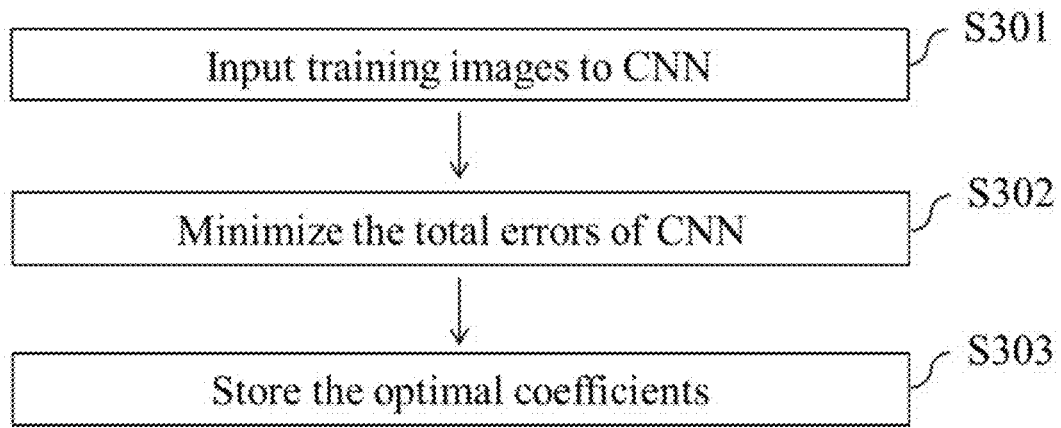 S301
Input training images to CNN
S302
Minimize the total errors of CNN
S303
Store the optimal coefficients